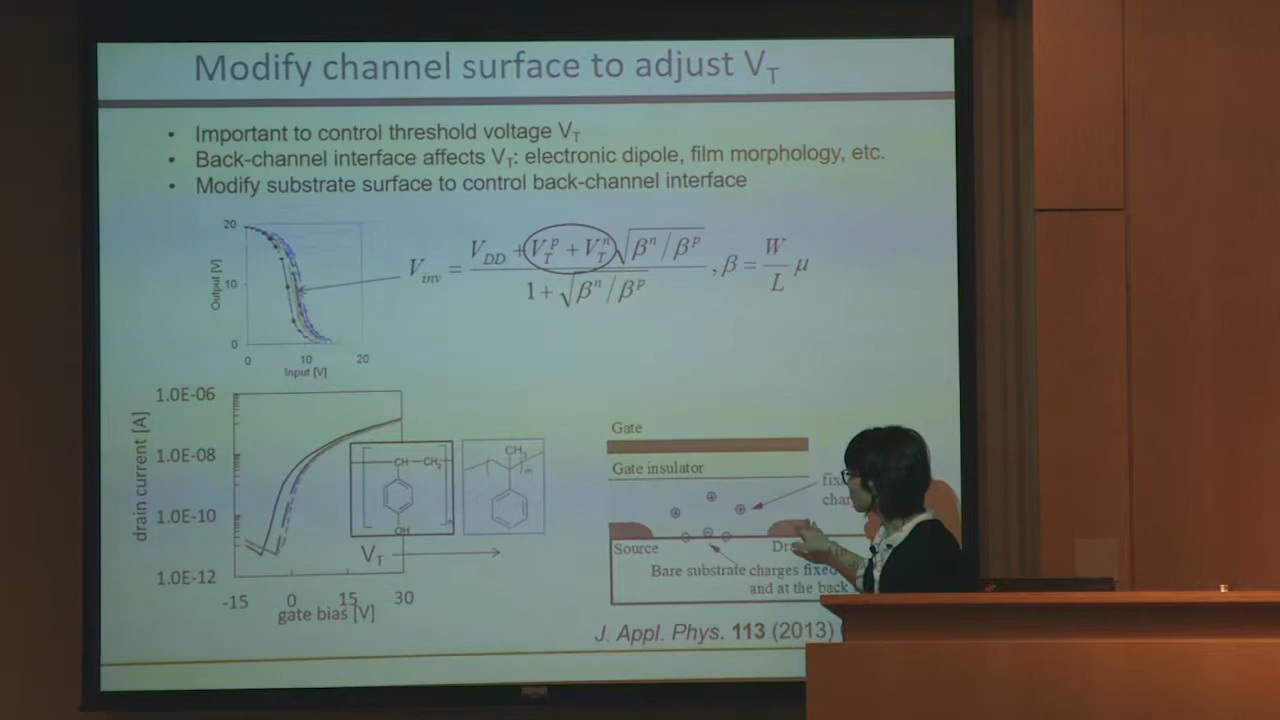 Modify channel surface to adjust V_T
• Important to control threshold voltage V_T
• Back-channel interface affects V_T: electronic dipole, film morphology, etc.
• Modify substrate surface to control back-channel interface
20
10
0
Output [V]
0 10 20
Input [V]
V_inv = (V_DD + V_T^p + V_T^n √(β^n / β^p)) / (1 + √(β^n / β^p)) , β = W/L μ
1.0E-06
1.0E-08
1.0E-10
1.0E-12
drain current [A]
-15 0 15 30
gate bias [V]
CH CH2
OH
CH3
V_T
Gate
Gate insulator
Source
Bare substrate charges fixed
and at the back
J. Appl. Phys. 113 (2013)